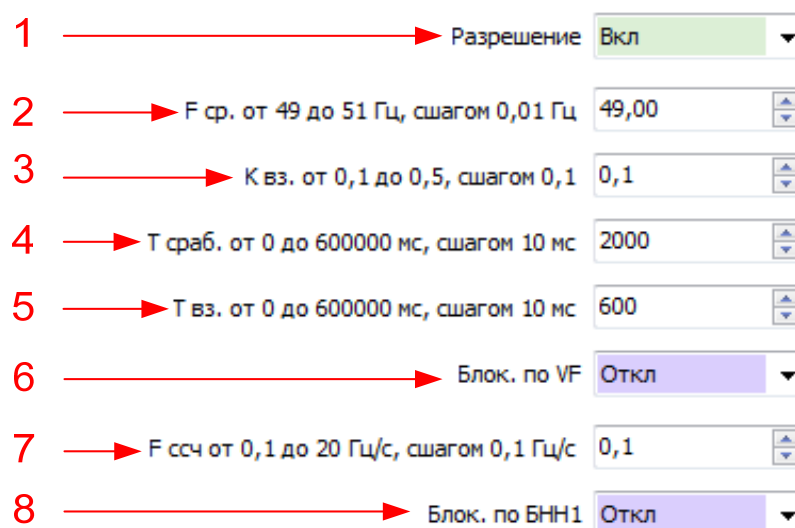 1 Разрешение Вкл
2 F ср. от 49 до 51 Гц, сшагом 0,01 Гц 49,00
3 К вз. от 0,1 до 0,5, сшагом 0,1 0,1
4 Т сраб. от 0 до 600000 мс, сшагом 10 мс 2000
5 Т вз. от 0 до 600000 мс, сшагом 10 мс 600
6 Блок. по VF Откл
7 F ссч от 0,1 до 20 Гц/с, сшагом 0,1 Гц/с 0,1
8 Блок. по БНН1 Откл